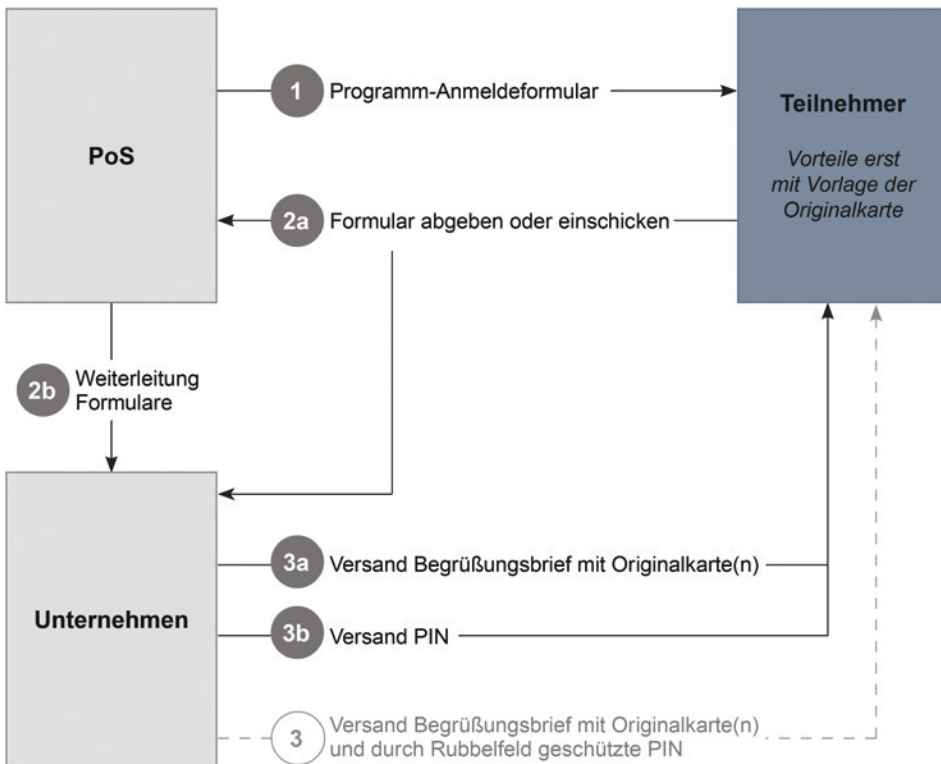 PoS
1 Programm-Anmeldeformular
Teilnehmer
Vorteile erst
mit Vorlage der
Originalkarte
2a Formular abgeben oder einschicken
2b Weiterleitung
Formulare
Unternehmen
3a Versand Begrüßungsbrief mit Originalkarte(n)
3b Versand PIN
3 Versand Begrüßungsbrief mit Originalkarte(n)
und durch Rubbelfeld geschützte PIN